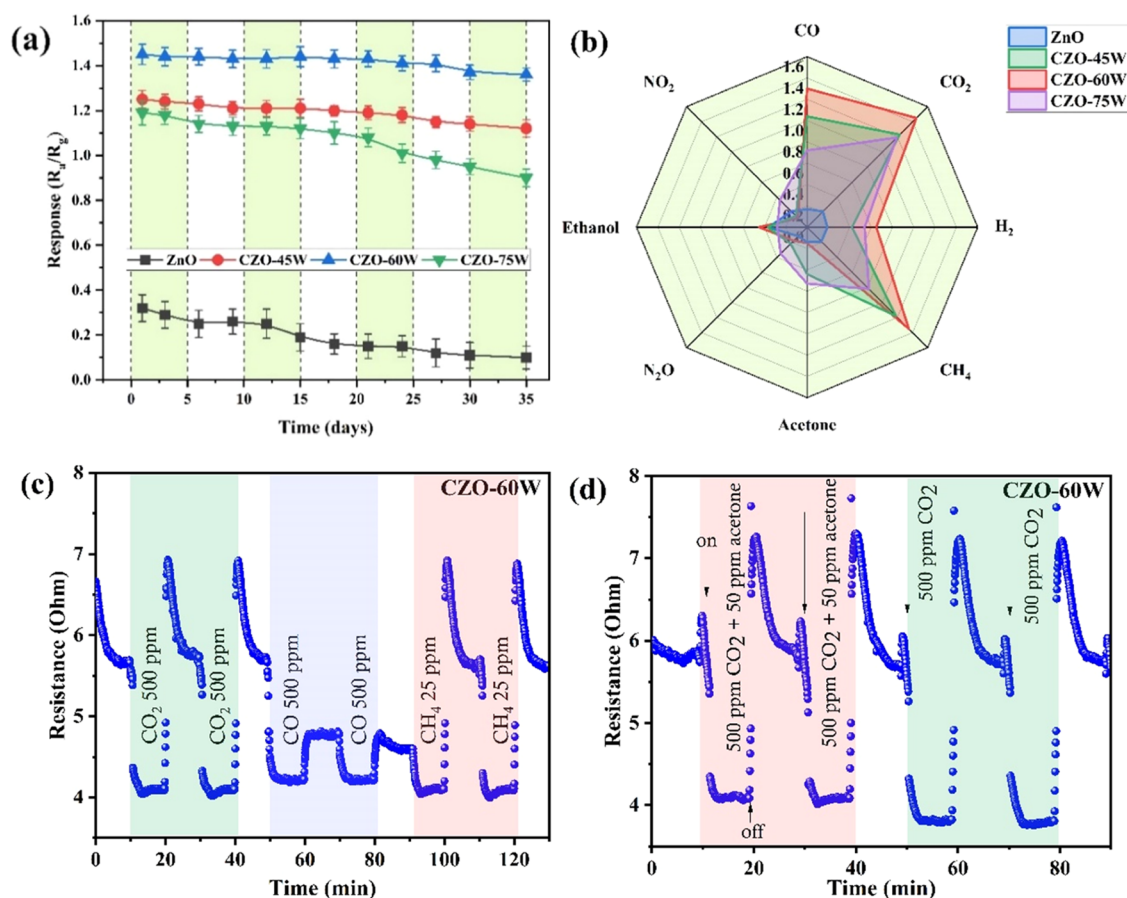 (a)
1.6
1.4
1.2
1.0
0.8
0.6
0.4
0.2
0.0
Response (Ra/Rg)
ZnO CZO-45W CZO-60W CZO-75W
0 5 10 15 20 25 30 35
Time (days)
(b)
ZnO
CZO-45W
CZO-60W
CZO-75W
CO
CO2
H2
CH4
Acetone
N2O
Ethanol
NO2
1.6
1.4
1.2
1.0
0.8
0.6
0.4
(c)
CZO-60W
8
7
6
5
4
Resistance (Ohm)
CO2 500 ppm
CO2 500 ppm
CO 500 ppm
CO 500 ppm
CH4 25 ppm
CH4 25 ppm
0 20 40 60 80 100 120
Time (min)
(d)
CZO-60W
8
7
6
5
4
Resistance (Ohm)
on
off
500 ppm CO2 + 50 ppm acetone
500 ppm CO2 + 50 ppm acetone
500 ppm CO2
500 ppm CO2
0 20 40 60 80
Time (min)